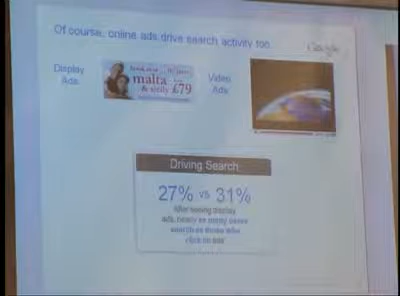 Of course, online ads drive search activity too
Google
Display
Ads
malta
& sicily £79
Video
Ads
Driving Search
27% vs 31%
After seeing display
ads, nearly as many users
search as those who
click on ads